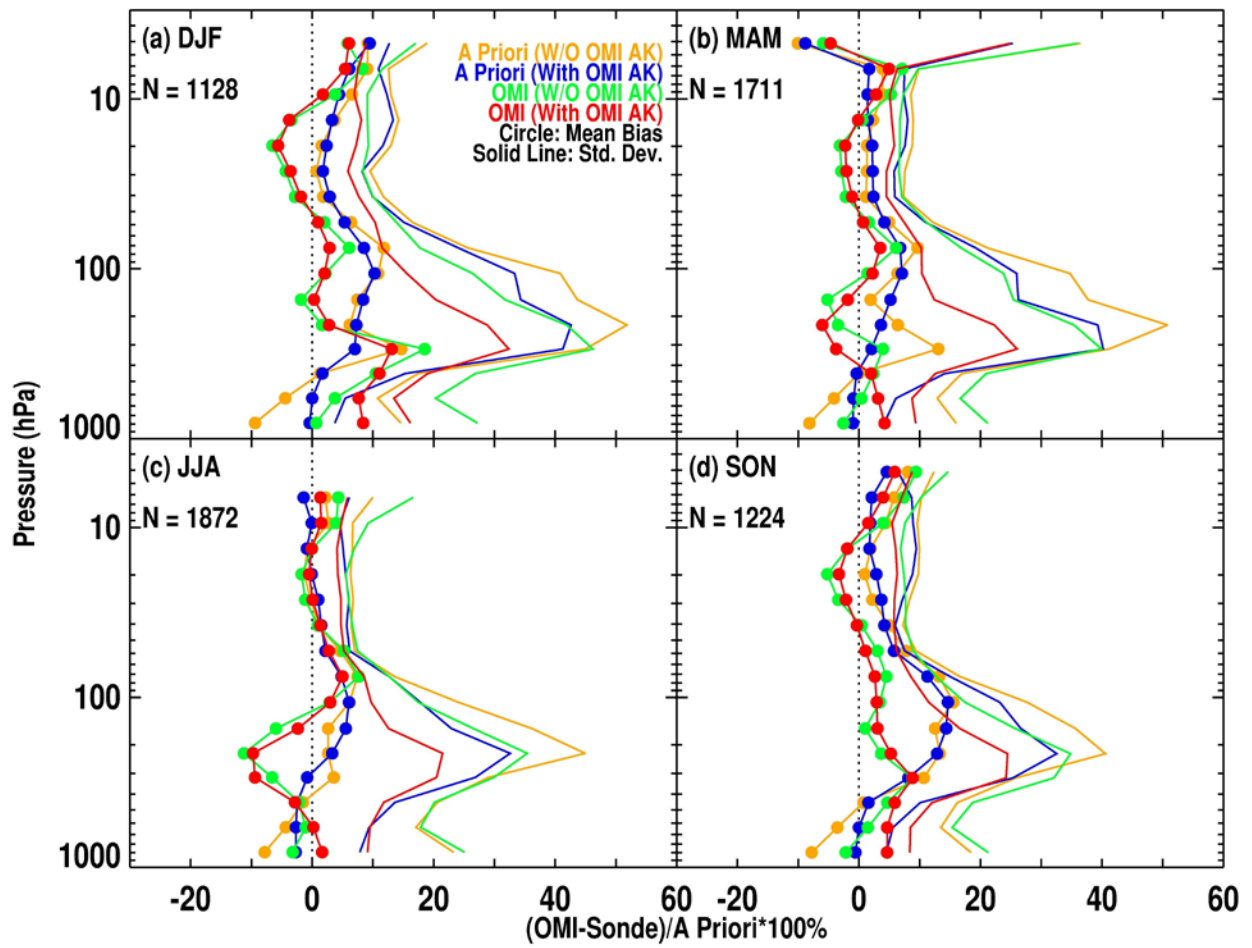 (a) DJF
N = 1128
A Priori (W/O OMI AK)
A Priori (With OMI AK)
OMI (W/O OMI AK)
OMI (With OMI AK)
Circle: Mean Bias
Solid Line: Std. Dev.
(b) MAM
N = 1711
10
100
1000
Pressure (hPa)
(c) JJA
N = 1872
(d) SON
N = 1224
10
100
1000
Pressure (hPa)
-20 0 20 40 60 -20 0 20 40 60
(OMI-Sonde)/A Priori*100%